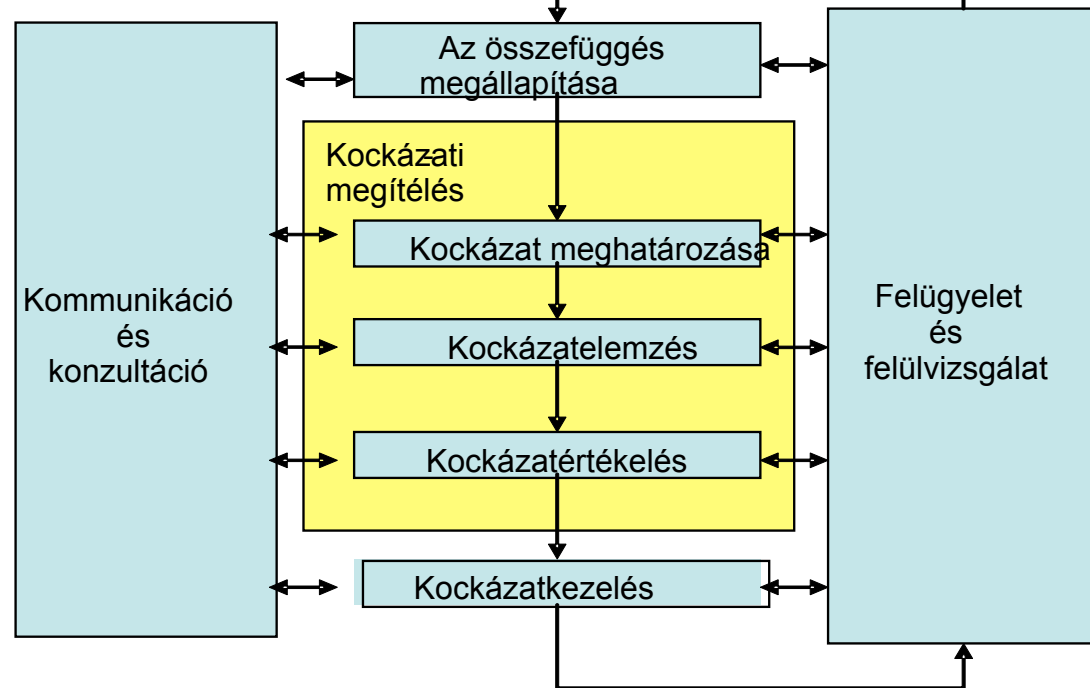 Az összefüggés
megállapítása
Kockázati
megítélés
Kockázat meghatározása
Kockázatelemzés
Kockázatértékelés
Kockázatkezelés
Kommunikáció
és
konzultáció
Felügyelet
és
felülvizsgálat